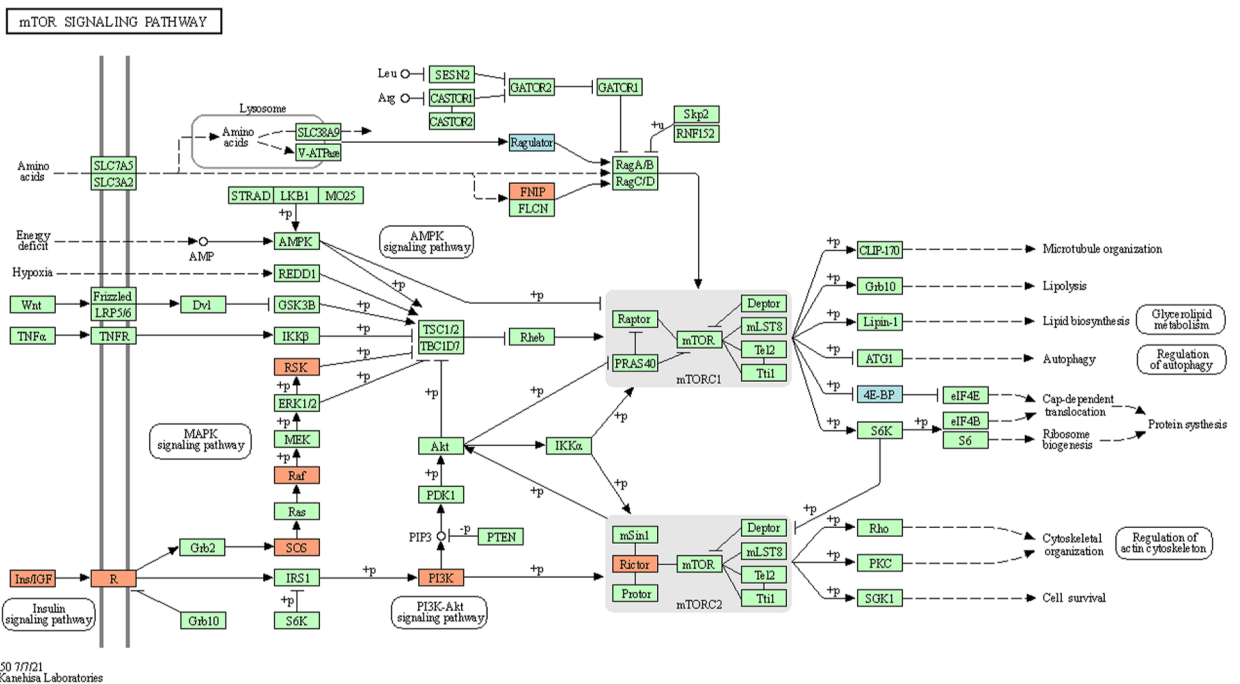 mTOR SIGNALING PATHWAY
Leu
SESN2
GATOR2
GATOR1
Arg
CASTOR1
CASTOR2
Skp2
RNF152
+u
Lysosome
Amino
acids
SLC38A9
V-ATPase
Ragulator
Amino
acids
SLC7A5
SLC3A2
RagA/B
RagC/D
FNIP
FLCN
STRAD
LKB1
MO25
+p
Energy
deficit
AMP
AMPK
AMPK
signaling pathway
+p
Hypoxia
REDD1
+p
Wnt
Frizzled
LRP5/6
Dvl
GSK3B
+p
TNFα
TNFR
IKKβ
+p
TSC1/2
TBC1D7
Rheb
RSK
+p
+p
ERK1/2
+p
+p
MEK
+p
Raf
Ras
SOS
MAPK
signaling pathway
Raptor
PRAS40
mTOR
Deptor
mLST8
Tel2
Tti1
mTORC1
+p
CLIP-170
Microtubule organization
+p
Grb10
Lipolysis
+p
Lipin-1
Lipid biosynthesis
Glycerolipid
metabolism
+p
ATG1
Autophagy
Regulation
of autophagy
+p
4E-BP
eIF4E
Cap-dependent
translocation
+p
S6K
+p
eIF4B
S6
Ribosome
biogenesis
Protein systhesis
+p
+p
Akt
IKKα
+p
+p
+p
+p
PDK1
PIP3
-p
PTEN
+p
mSin1
Rictor
Protor
mTOR
Deptor
mLST8
Tel2
Tti1
mTORC2
+p
Rho
+p
PKC
Cytoskeletal
organization
Regulation of
actin cytoskeleton
+p
SGK1
Cell survival
Grb2
Ins/IGF
R
IRS1
+p
PI3K
+p
Insulin
signaling pathway
Grb10
+p
S6K
PI3K-Akt
signaling pathway
50 7/7/21
Kanehisa Laboratories